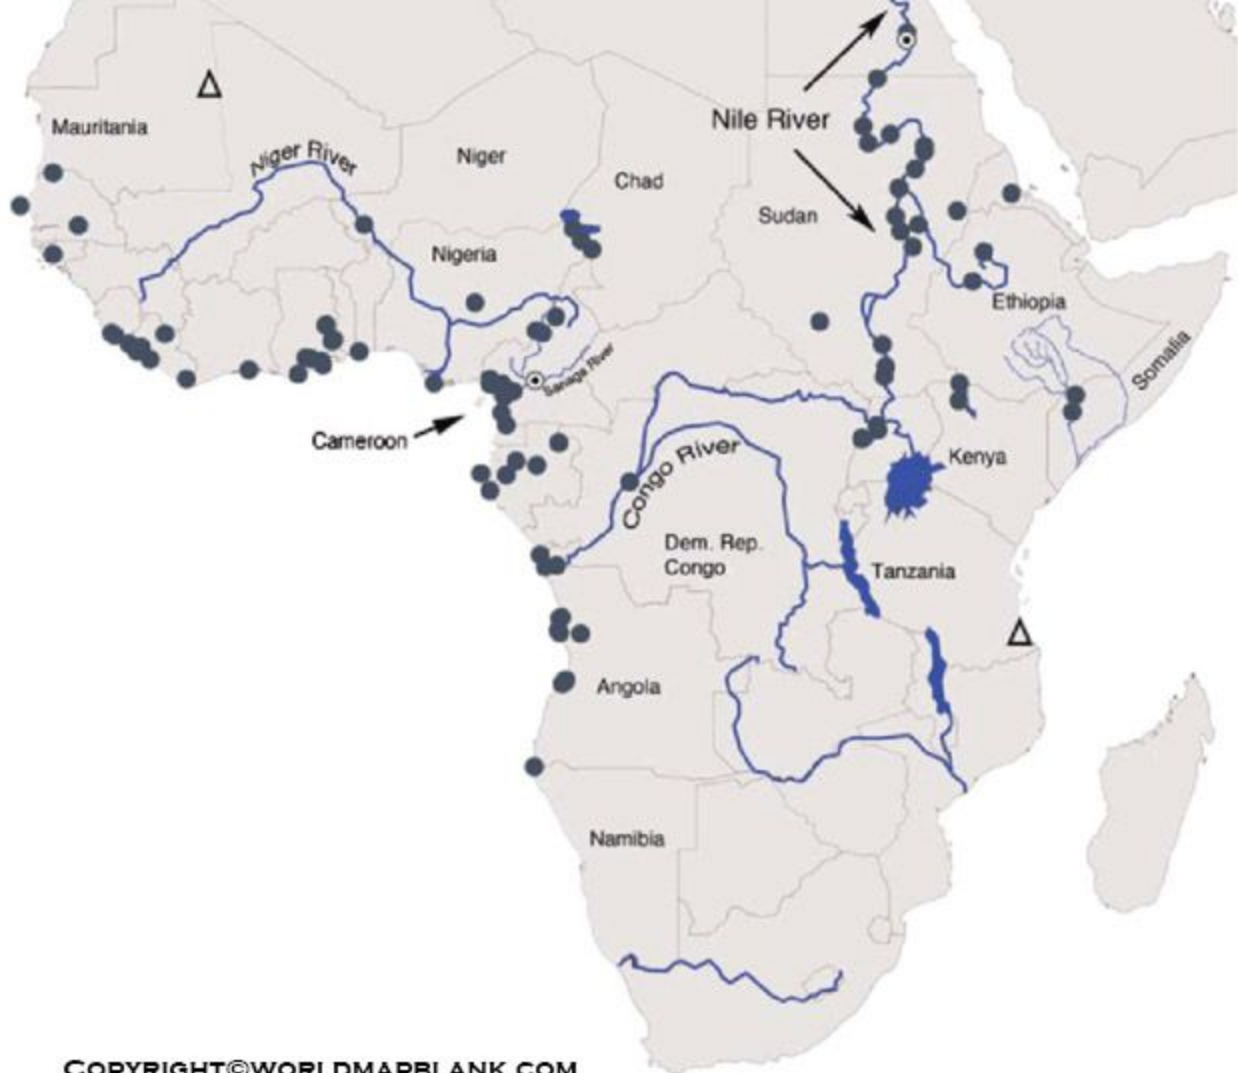 Nile River
Mauritania
Niger River
Niger
Chad
Sudan
Nigeria
Ethiopia
Somalia
Sanaga River
Cameroon
Kenya
Congo River
Dem. Rep.
Congo
Tanzania
Angola
Namibia
COPYRIGHT©WORLDMAPBLANK.COM